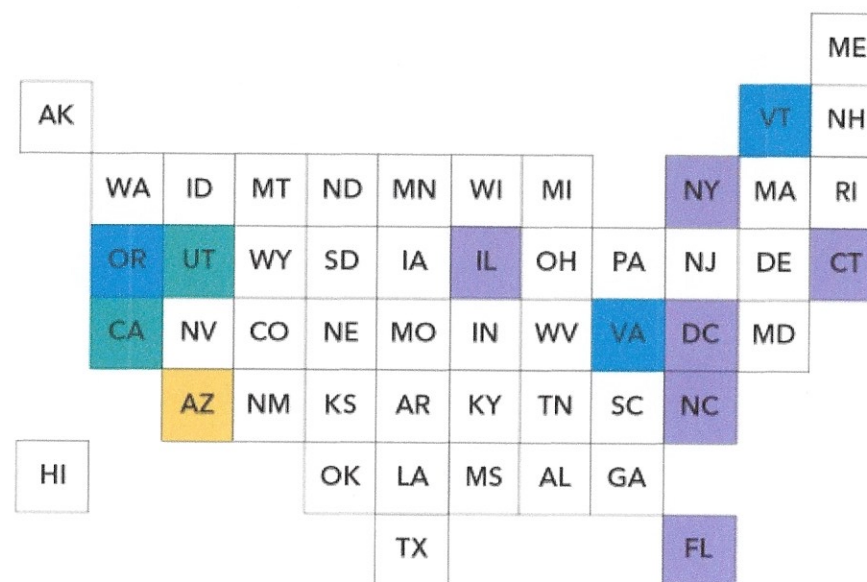 ME
AK VT NH
WA ID MT ND MN WI MI NY MA RI
OR UT WY SD IA IL OH PA NJ DE CT
CA NV CO NE MO IN WV VA DC MD
AZ NM KS AR KY TN SC NC
HI OK LA MS AL GA
TX FL